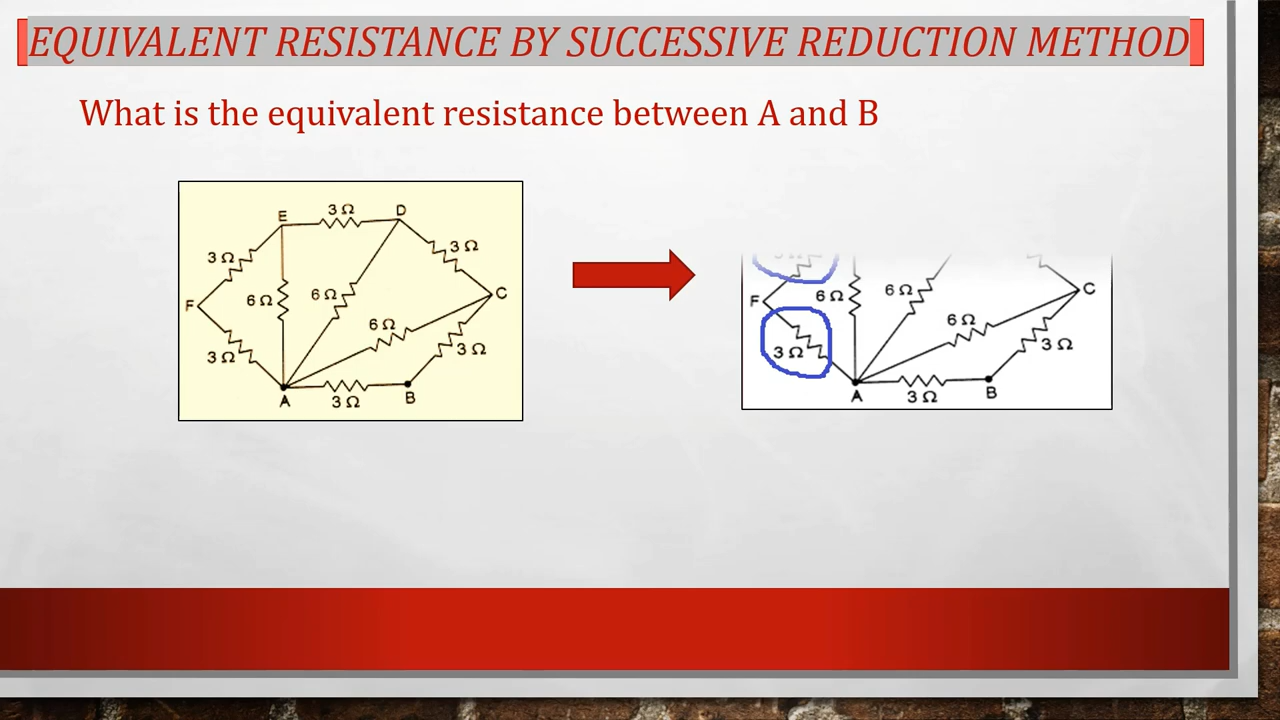 EQUIVALENT RESISTANCE BY SUCCESSIVE REDUCTION METHOD
What is the equivalent resistance between A and B
E 3 Ω D
3 Ω 3 Ω
F 6 Ω 6 Ω C
6 Ω
3 Ω 3 Ω
A 3 Ω B
F 6 Ω 6 Ω C
6 Ω
3 Ω 3 Ω
A 3 Ω B